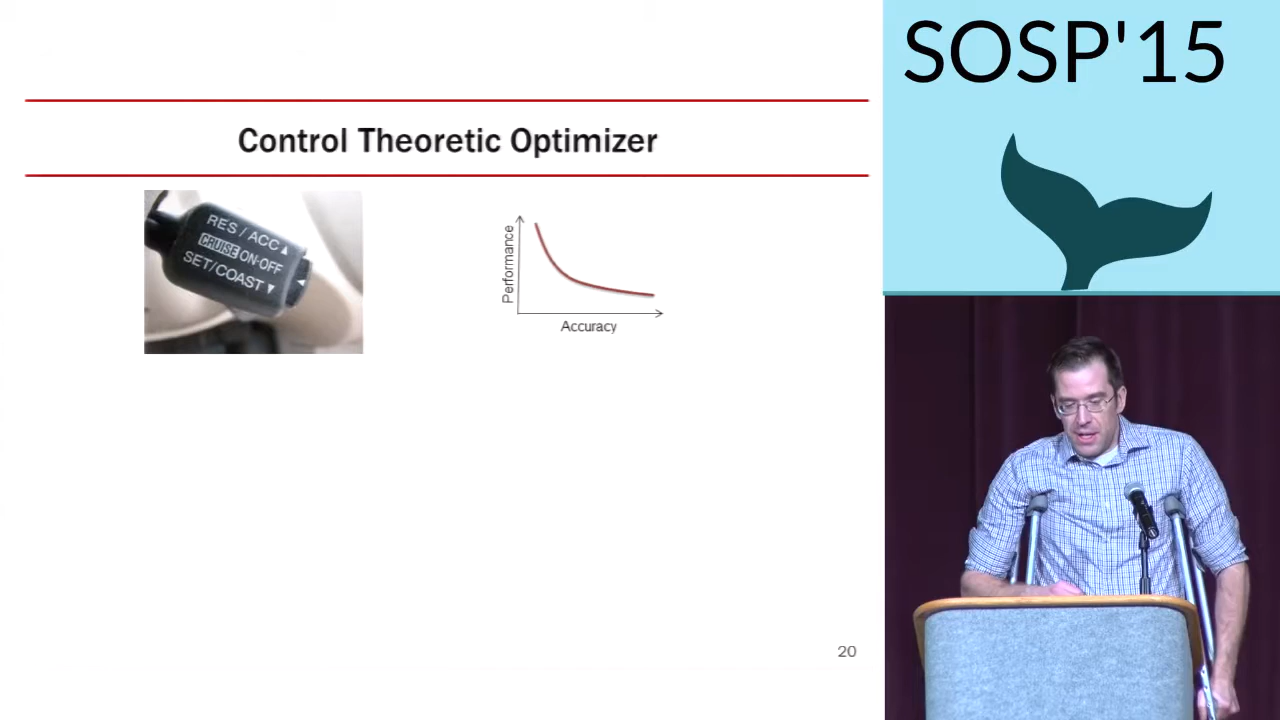 SOSP'15
Control Theoretic Optimizer
RES / ACC ▲
CRUISE ON·OFF
SET/COAST ▼
Performance
Accuracy
20